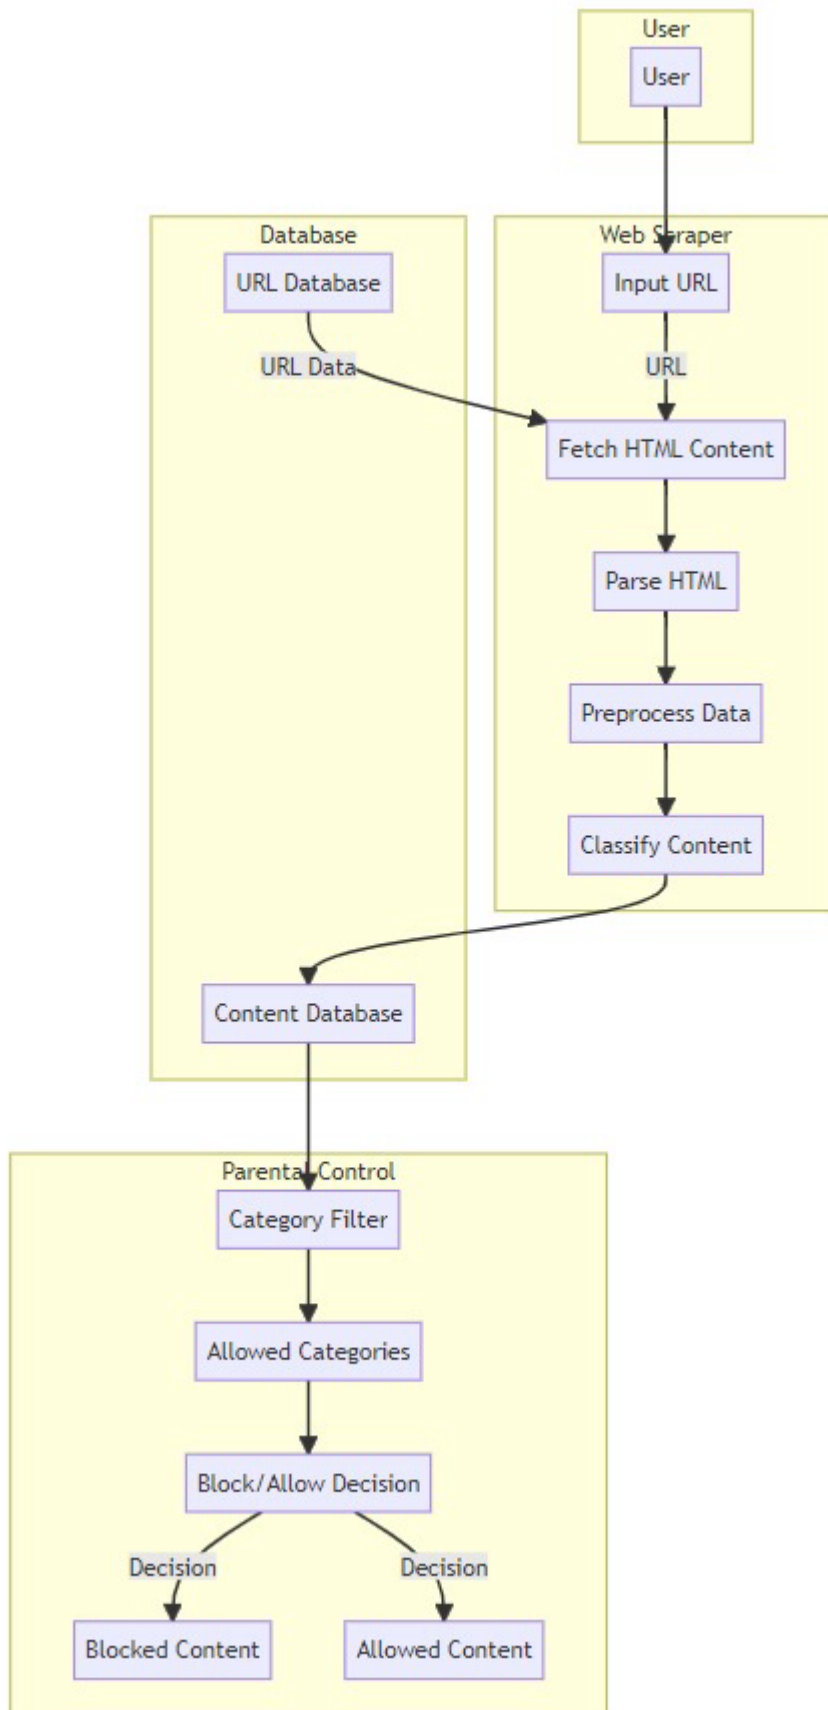 User
User
Database
URL Database
URL Data
Web Scraper
Input URL
URL
Fetch HTML Content
Parse HTML
Preprocess Data
Classify Content
Content Database
Parental Control
Category Filter
Allowed Categories
Block/Allow Decision
Decision
Decision
Blocked Content
Allowed Content